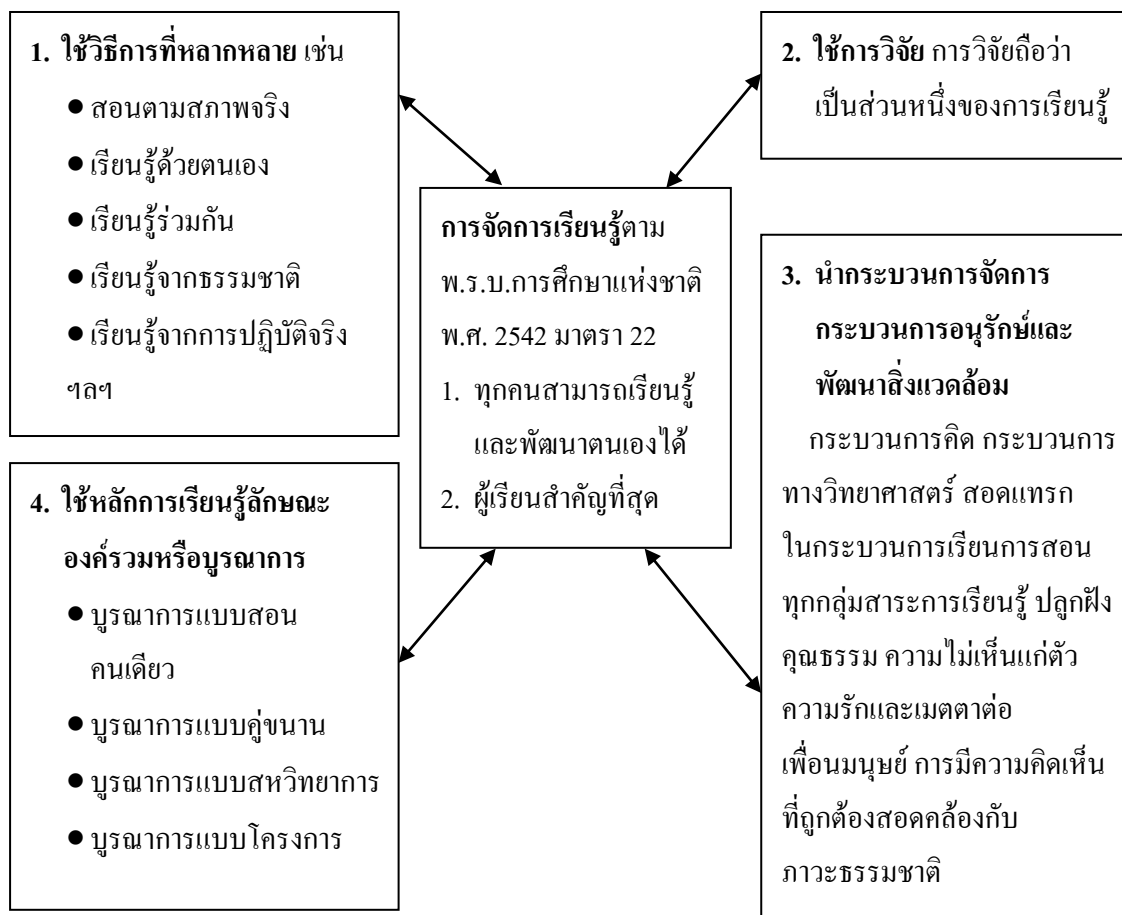 1. ใช้วิธีการที่หลากหลาย เช่น
● สอนตามสภาพจริง
● เรียนรู้ด้วยตนเอง
● เรียนรู้ร่วมกัน
● เรียนรู้จากธรรมชาติ
● เรียนรู้จากการปฏิบัติจริง
ฯลฯ
2. ใช้การวิจัย การวิจัยถือว่า
เป็นส่วนหนึ่งของการเรียนรู้
การจัดการเรียนรู้ตาม
พ.ร.บ.การศึกษาแห่งชาติ
พ.ศ. 2542 มาตรา 22
1. ทุกคนสามารถเรียนรู้
และพัฒนาตนเองได้
2. ผู้เรียนสำคัญที่สุด
3. นำกระบวนการจัดการ
กระบวนการอนุรักษ์และ
พัฒนาสิ่งแวดล้อม
กระบวนการคิด กระบวนการ
ทางวิทยาศาสตร์ สอดแทรก
ในกระบวนการเรียนการสอน
ทุกกลุ่มสาระการเรียนรู้ ปลูกฝัง
คุณธรรม ความไม่เห็นแก่ตัว
ความรักและเมตตาต่อ
เพื่อนมนุษย์ การมีความคิดเห็น
ที่ถูกต้องสอดคล้องกับ
ภาวะธรรมชาติ
4. ใช้หลักการเรียนรู้ลักษณะ
องค์รวมหรือบูรณาการ
● บูรณาการแบบสอน
คนเดียว
● บูรณาการแบบคู่ขนาน
● บูรณาการแบบสหวิทยาการ
● บูรณาการแบบโครงการ